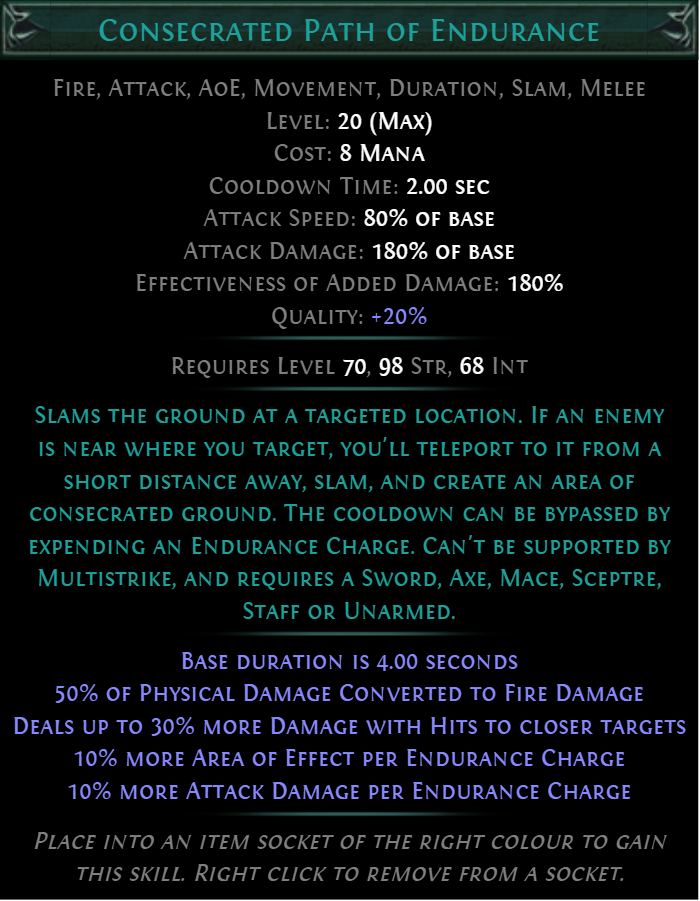 Consecrated Path of Endurance
Fire, Attack, AoE, Movement, Duration, Slam, Melee
Level: 20 (Max)
Cost: 8 Mana
Cooldown Time: 2.00 sec
Attack Speed: 80% of base
Attack Damage: 180% of base
Effectiveness of Added Damage: 180%
Quality: +20%
Requires Level 70, 98 Str, 68 Int
Slams the ground at a targeted location. If an enemy
is near where you target, you'll teleport to it from a
short distance away, slam, and create an area of
consecrated ground. The cooldown can be bypassed by
expending an Endurance Charge. Can't be supported by
Multistrike, and requires a Sword, Axe, Mace, Sceptre,
Staff or Unarmed.
Base duration is 4.00 seconds
50% of Physical Damage Converted to Fire Damage
Deals up to 30% more Damage with Hits to closer targets
10% more Area of Effect per Endurance Charge
10% more Attack Damage per Endurance Charge
Place into an item socket of the right colour to gain
this skill. Right click to remove from a socket.